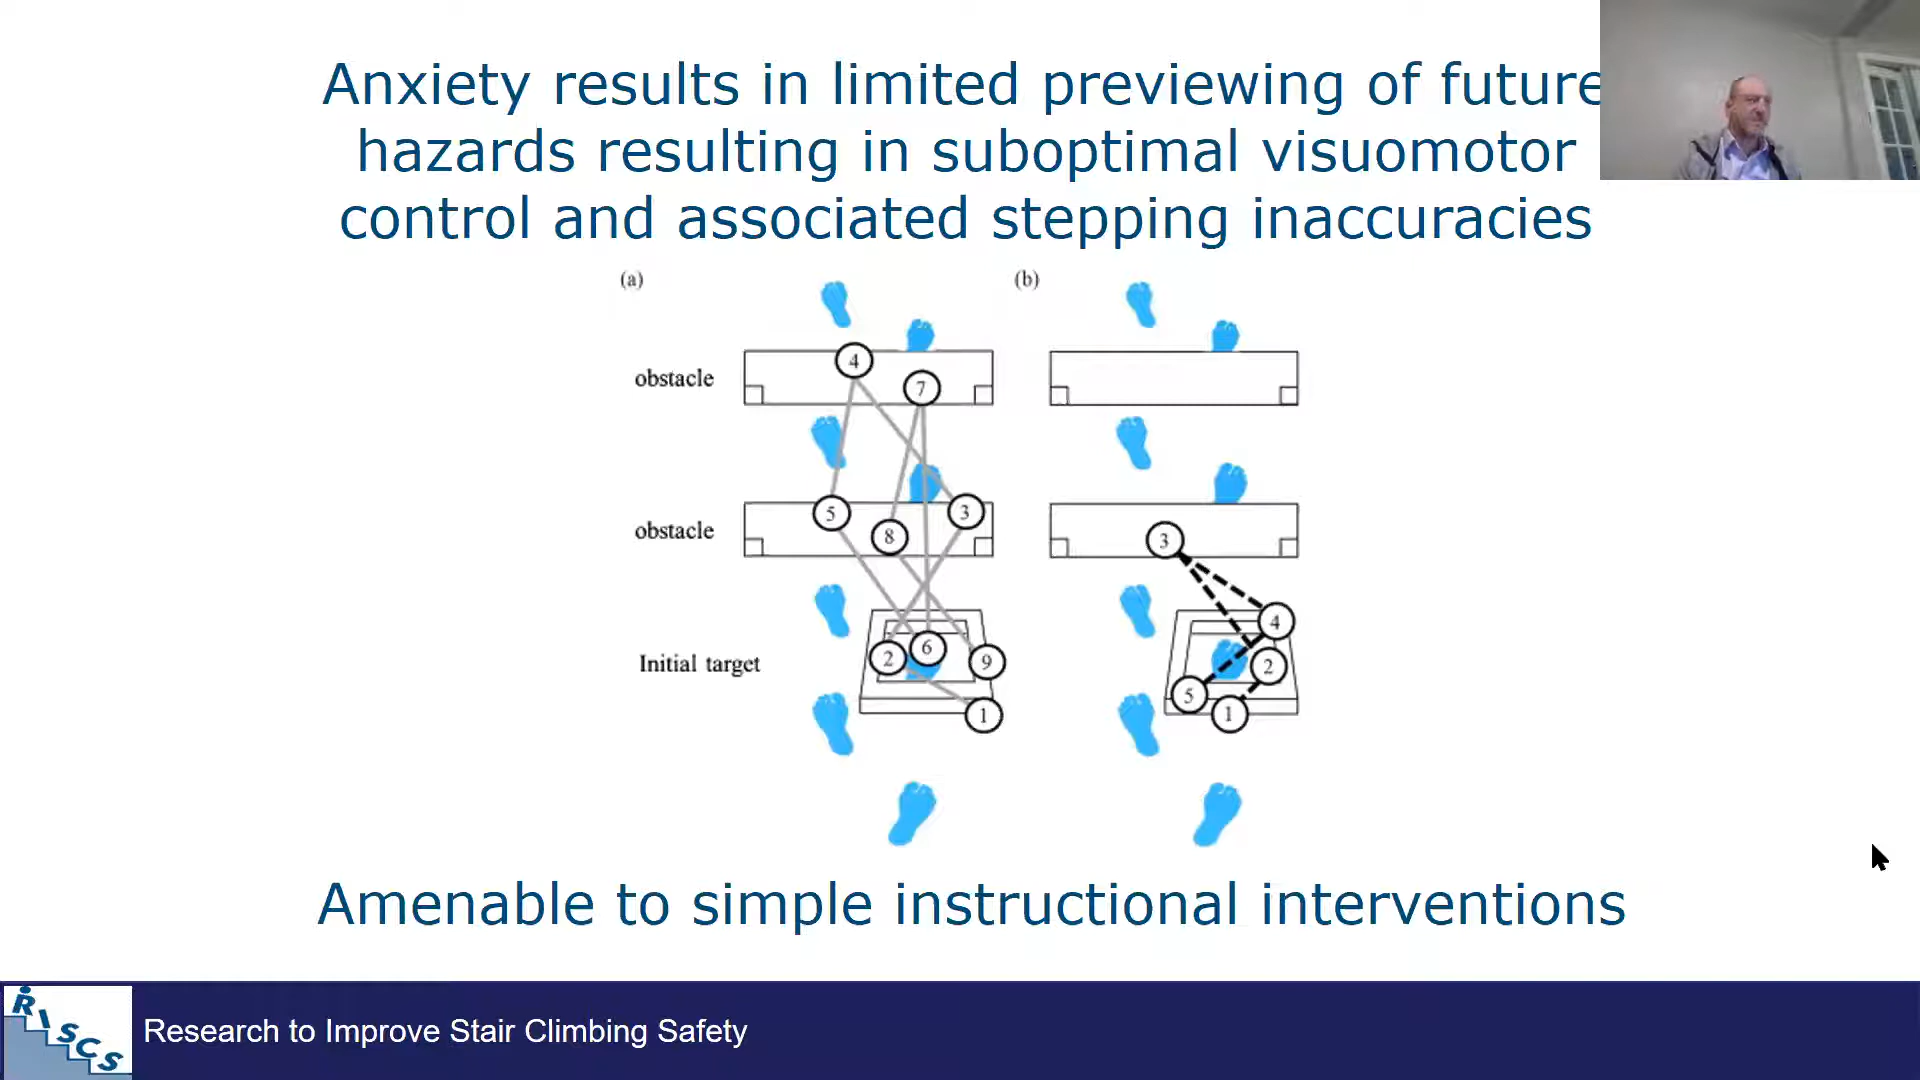 Anxiety results in limited previewing of future
hazards resulting in suboptimal visuomotor
control and associated stepping inaccuracies
(a)
(b)
4
7
obstacle
5
8
3
obstacle
3
2
6
9
1
Initial target
4
2
5
1
Amenable to simple instructional interventions
RISCS
Research to Improve Stair Climbing Safety